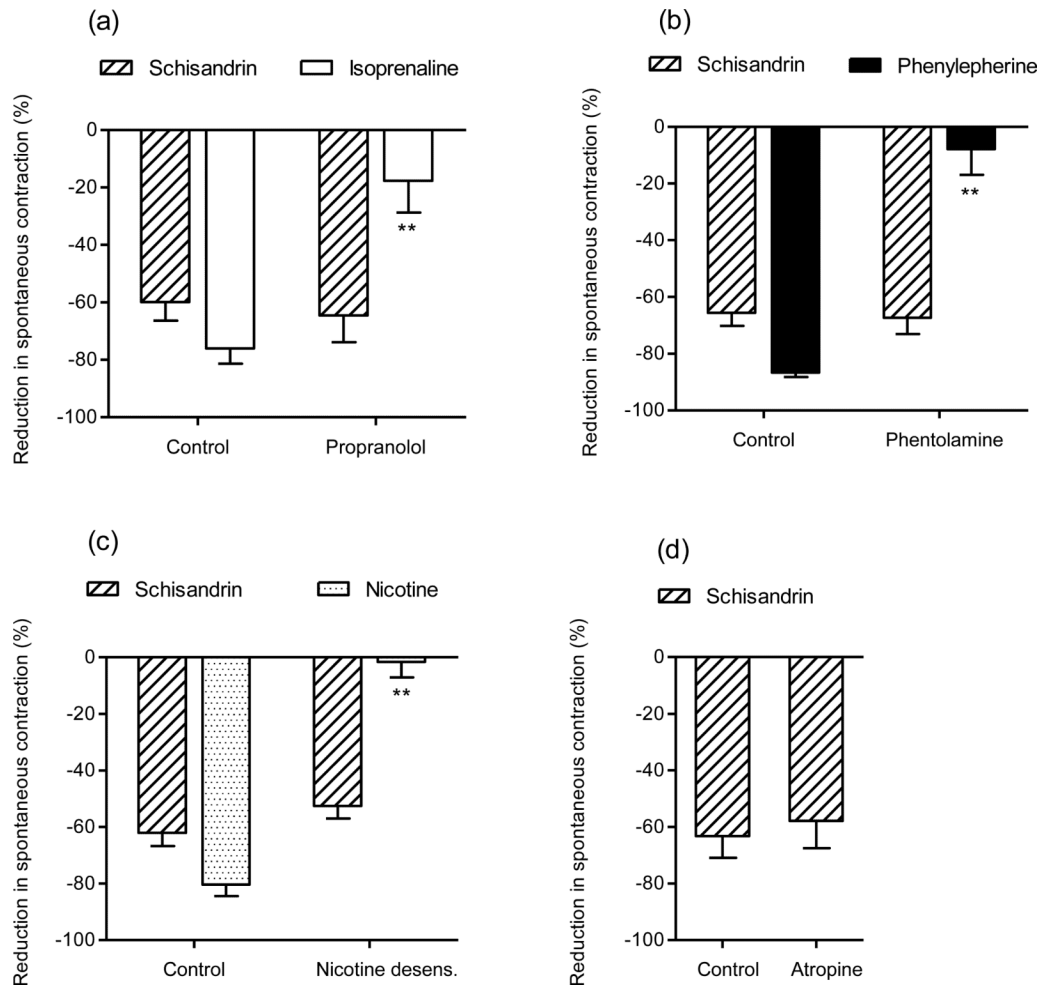 (a)
Schisandrin Isoprenaline
Reduction in spontaneous contraction (%)
0
-20
-40
-60
-80
-100
**
Control Propranolol
(b)
Schisandrin Phenylepherine
Reduction in spontaneous contraction (%)
0
-20
-40
-60
-80
-100
**
Control Phentolamine
(c)
Schisandrin Nicotine
Reduction in spontaneous contraction (%)
0
-20
-40
-60
-80
-100
**
Control Nicotine desens.
(d)
Schisandrin
Reduction in spontaneous contraction (%)
0
-20
-40
-60
-80
-100
Control Atropine